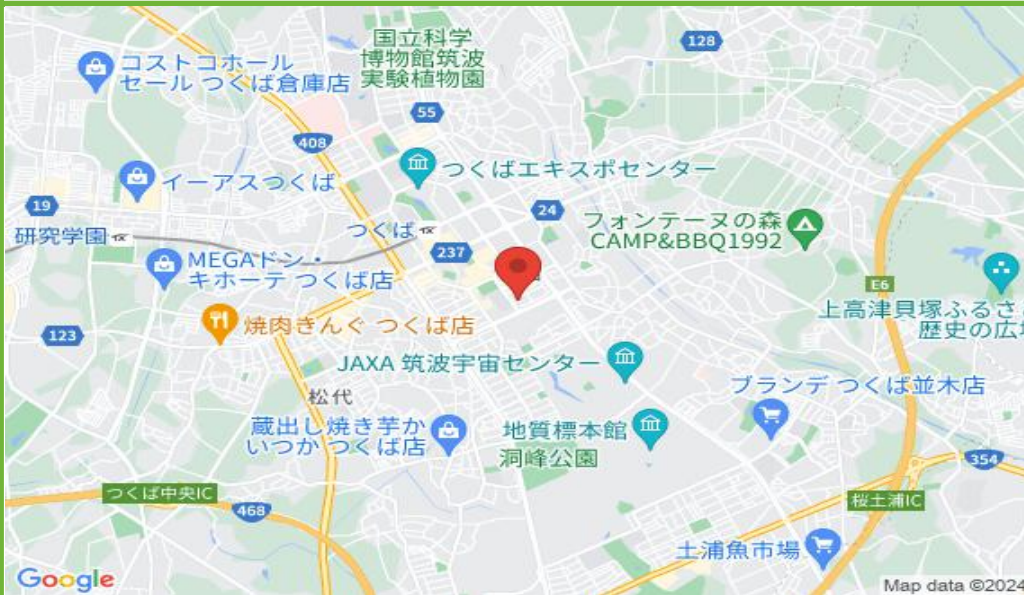 国立科学
博物館筑波
実験植物園
128
コストコホール
セール つくば倉庫店
55
408
つくばエキスポセンター
イーアスつくば
19
24
フォンテーヌの森
CAMP&BBQ1992
つくば
研究学園
237
MEGAドン・
キホーテ つくば店
E6
上高津貝塚ふるさ
歴史の広場
焼肉きんぐ つくば店
123
JAXA 筑波宇宙センター
ブランデ つくば並木店
松代
蔵出し焼き芋か
いつか つくば店
地質標本館
洞峰公園
354
つくば中央IC
468
桜土浦IC
土浦魚市場
Google
Map data ©2024